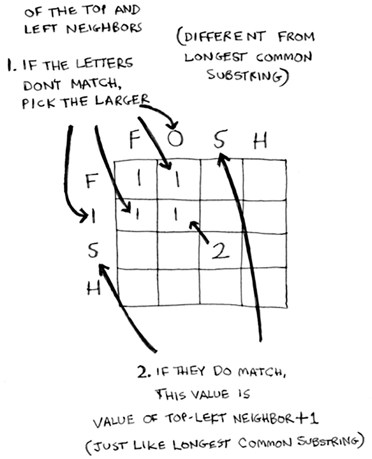 OF THE TOP AND
LEFT NEIGHBORS
(DIFFERENT FROM
LONGEST COMMON
SUBSTRING)
1. IF THE LETTERS
DONT MATCH,
PICK THE LARGER
F O S H
F 1 1
I 1 1
S 2
H
2. IF THEY DO MATCH,
THIS VALUE IS
VALUE OF TOP-LEFT NEIGHBOR+1
(JUST LIKE LONGEST COMMON SUBSTRING)